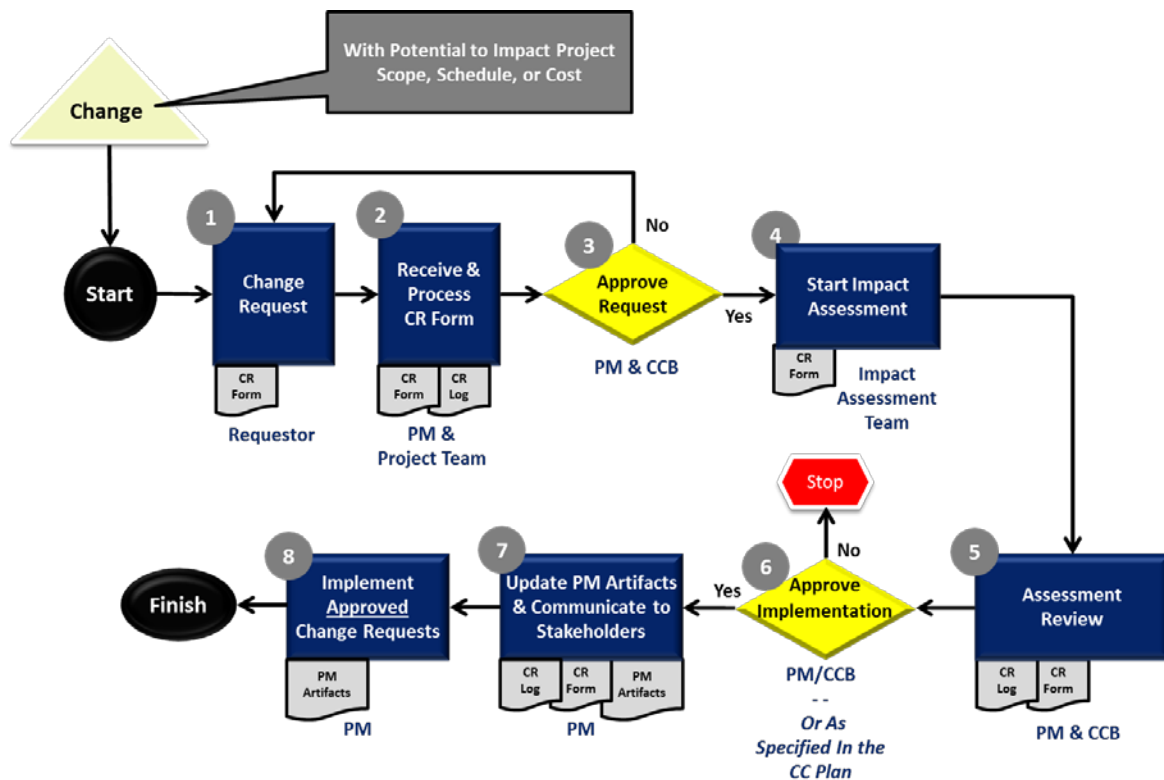 With Potential to Impact Project
Scope, Schedule, or Cost
Change
Start
1
Change
Request
CR
Form
Requestor
2
Receive &
Process
CR Form
CR
Form
CR
Log
PM &
Project Team
No
3
Approve
Request
PM & CCB
Yes
4
Start Impact
Assessment
CR
Form
Impact
Assessment
Team
5
Assessment
Review
CR
Log
CR
Form
PM & CCB
Stop
No
6
Approve
Implementation
PM/CCB
- -
Or As
Specified In the
CC Plan
Yes
7
Update PM Artifacts
& Communicate to
Stakeholders
CR
Log
CR
Form
PM
Artifacts
PM
8
Implement
Approved
Change Requests
PM
Artifacts
PM
Finish